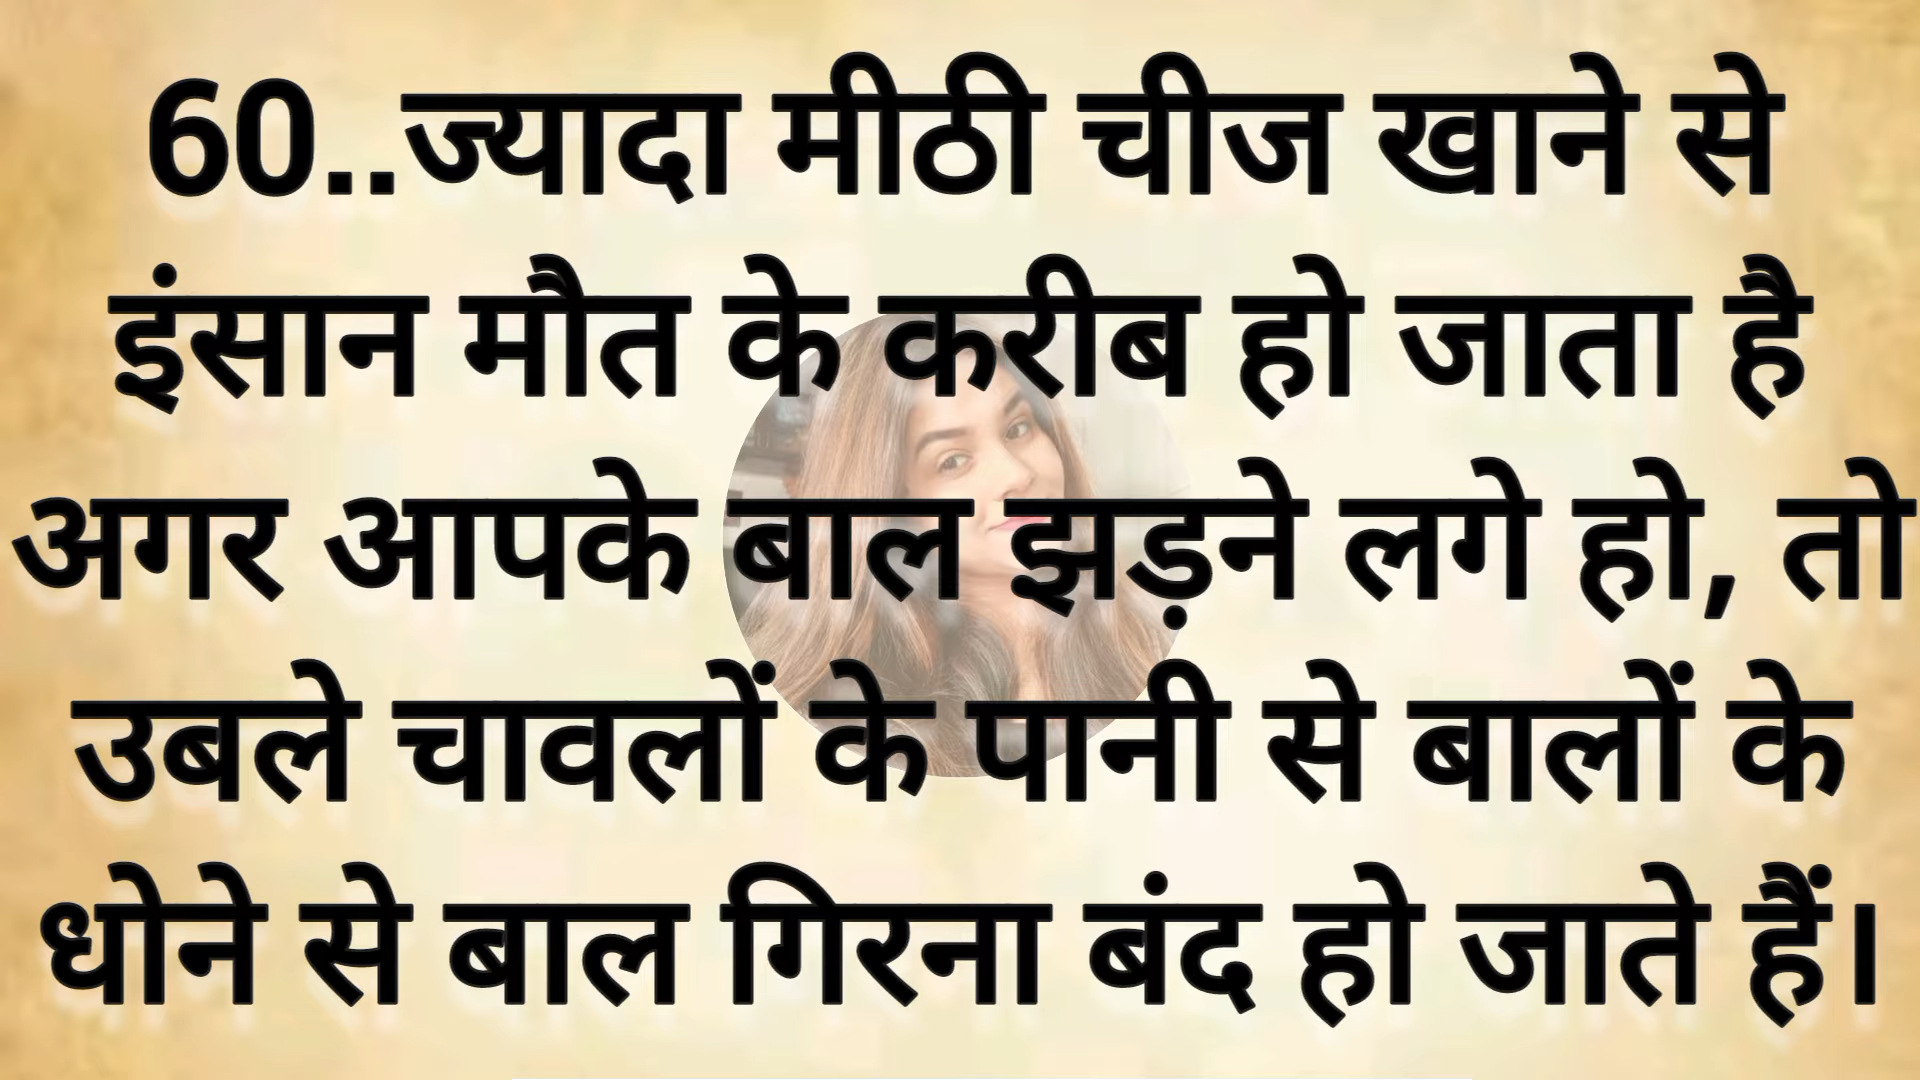 60..ज्यादा मीठी चीज खाने से
इंसान मौत के करीब हो जाता है
अगर आपके बाल झड़ने लगे हो, तो
उबले चावलों के पानी से बालों के
धोने से बाल गिरना बंद हो जाते हैं।